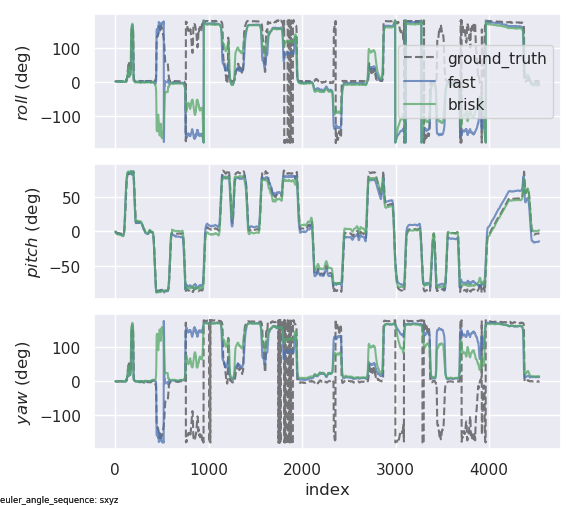 roll (deg)
100
0
−100
ground_truth
fast
brisk
pitch (deg)
50
0
−50
yaw (deg)
100
0
−100
0 1000 2000 3000 4000
index
euler_angle_sequence: sxyz